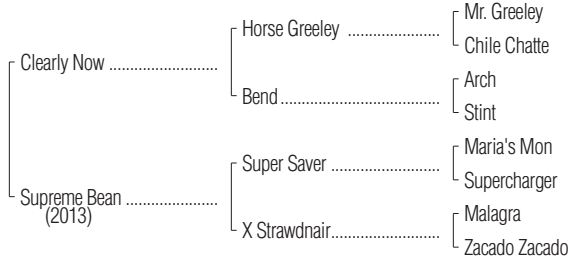 Mr. Greeley
Horse Greeley ....................
Chile Chatte
Clearly Now ........................
Arch
Bend...................................
Stint
Maria's Mon
Super Saver ........................
Supercharger
Supreme Bean ....................
(2013)
Malagra
X Strawdnair........................
Zacado Zacado